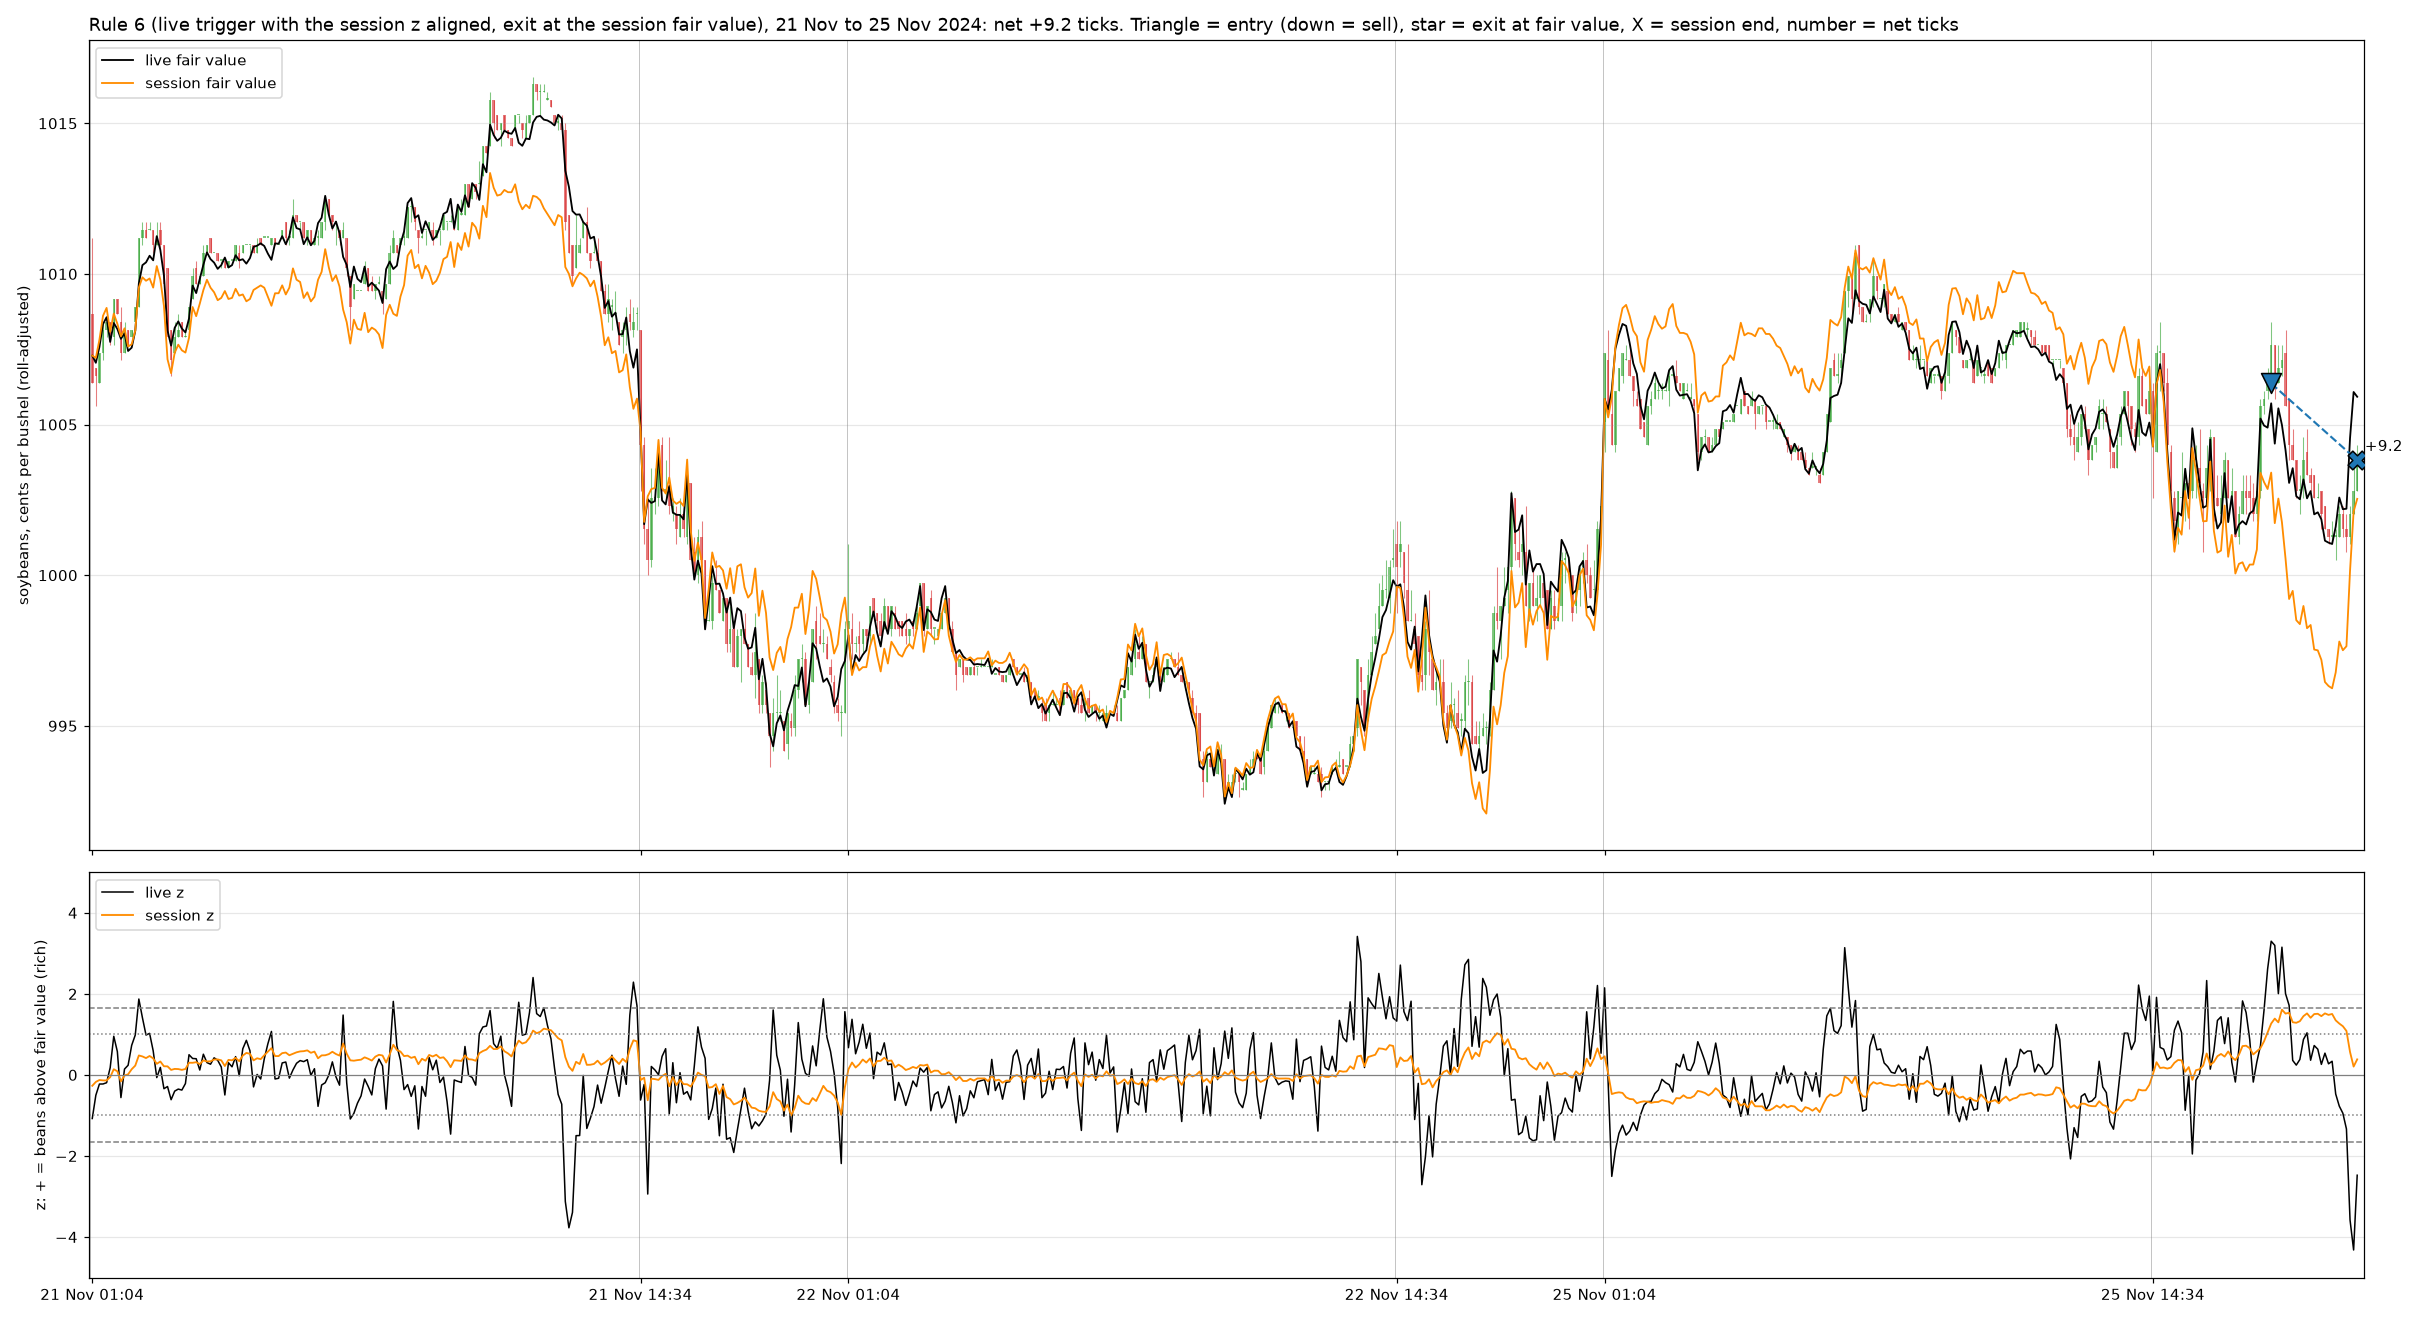 Rule 6 (live trigger with the session z aligned, exit at the session fair value), 21 Nov to 25 Nov 2024: net +9.2 ticks. Triangle = entry (down = sell), star = exit at fair value, X = session end, number = net ticks
live fair value
session fair value
1015
1010
1005
1000
995
soybeans, cents per bushel (roll-adjusted)
+9.2
live z
session z
4
2
0
−2
−4
z: + = beans above fair value (rich)
21 Nov 01:04
21 Nov 14:34
22 Nov 01:04
22 Nov 14:34
25 Nov 01:04
25 Nov 14:34